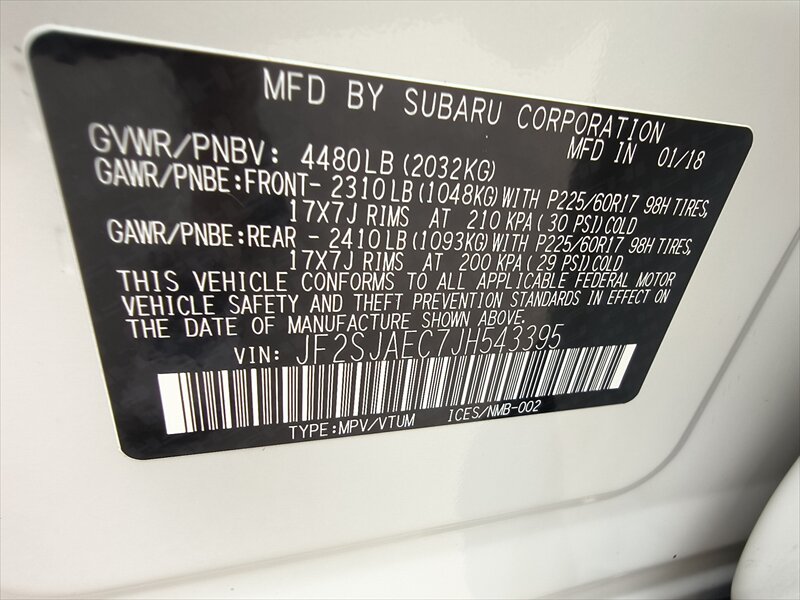 MFD BY SUBARU CORPORATION
MFD IN 01/18
GVWR/PNBV: 4480LB (2032KG)
GAWR/PNBE:FRONT- 2310LB (1048KG) WITH P225/60R17 98H TIRES,
17X7J RIMS AT 210 KPA (30 PSI) COLD
GAWR/PNBE:REAR - 2410LB (1093KG) WITH P225/60R17 98H TIRES,
17X7J RIMS AT 200 KPA (29 PSI) COLD
THIS VEHICLE CONFORMS TO ALL APPLICABLE FEDERAL MOTOR
VEHICLE SAFETY AND THEFT PREVENTION STANDARDS IN EFFECT ON
THE DATE OF MANUFACTURE SHOWN ABOVE.
VIN: JF2SJAEC7JH543395
TYPE:MPV/VTUM ICES/NMB-002